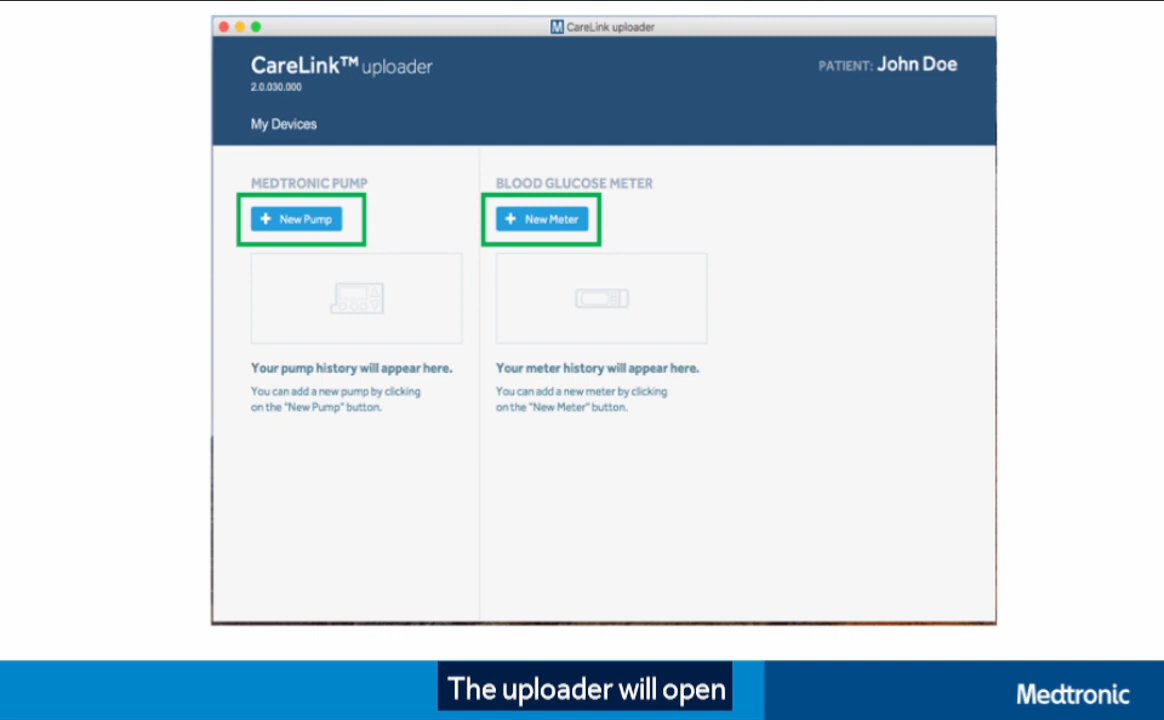 M CareLink uploader
CareLink™ uploader
PATIENT: John Doe
2.0.030.000
My Devices
MEDTRONIC PUMP
+ New Pump
Your pump history will appear here.
You can add a new pump by clicking
on the "New Pump" button.
BLOOD GLUCOSE METER
+ New Meter
Your meter history will appear here.
You can add a new meter by clicking
on the "New Meter" button.
The uploader will open
Medtronic